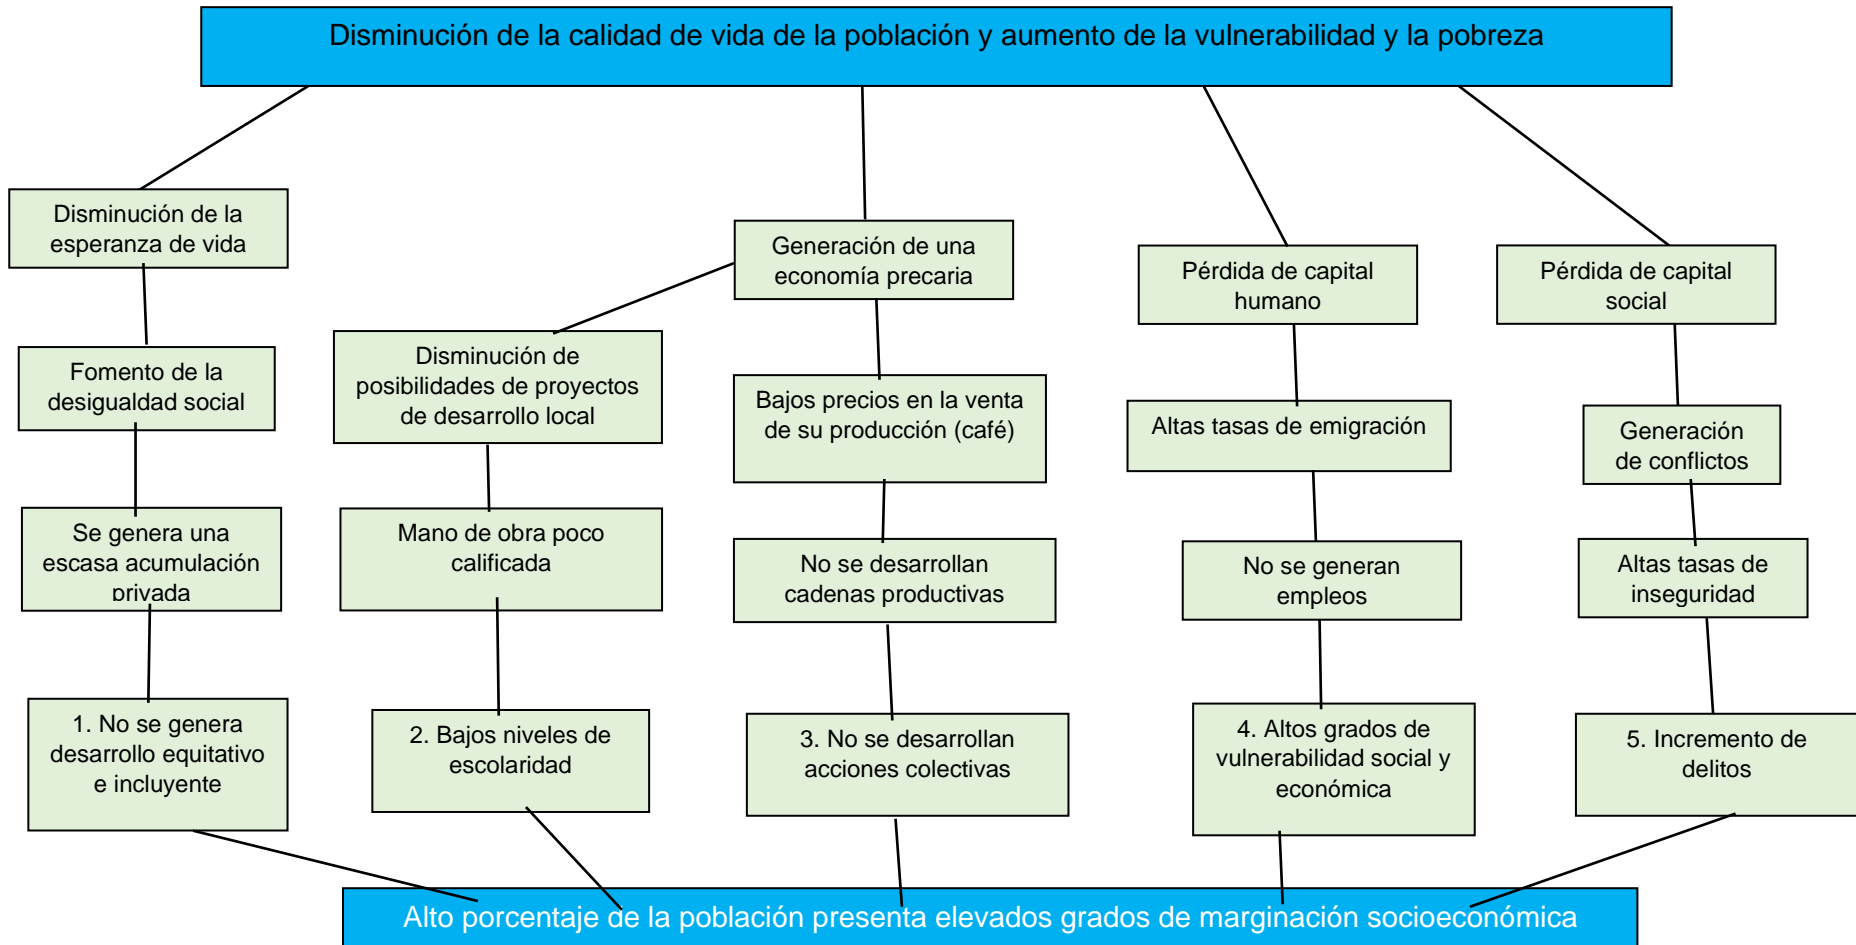 Disminución de la calidad de vida de la población y aumento de la vulnerabilidad y la pobreza
Disminución de la
esperanza de vida
Generación de una
economía precaria
Pérdida de capital
humano
Pérdida de capital
social
Fomento de la
desigualdad social
Disminución de
posibilidades de proyectos
de desarrollo local
Bajos precios en la venta
de su producción (café)
Altas tasas de emigración
Generación
de conflictos
Se genera una
escasa acumulación
privada
Mano de obra poco
calificada
No se desarrollan
cadenas productivas
No se generan
empleos
Altas tasas de
inseguridad
1. No se genera
desarrollo equitativo
e incluyente
2. Bajos niveles de
escolaridad
3. No se desarrollan
acciones colectivas
4. Altos grados de
vulnerabilidad social y
económica
5. Incremento de
delitos
Alto porcentaje de la población presenta elevados grados de marginación socioeconómica